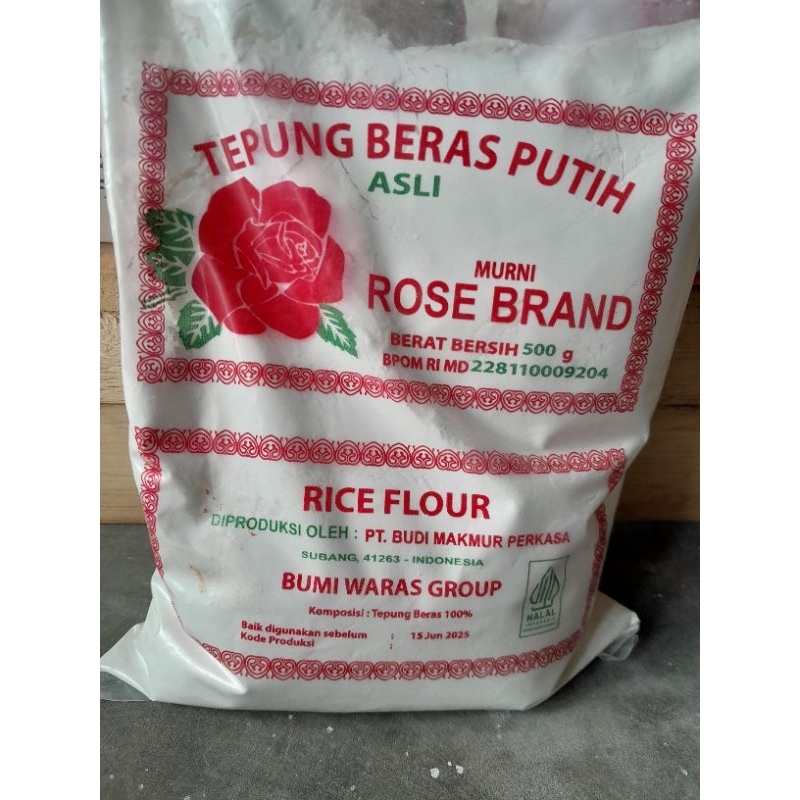 TEPUNG BERAS PUTIH
ASLI
MURNI
ROSE BRAND
BERAT BERSIH 500 g
BPOM RI MD 228110009204
RICE FLOUR
DIPRODUKSI OLEH : PT. BUDI MAKMUR PERKASA
SUBANG, 41263 - INDONESIA
BUMI WARAS GROUP
Komposisi : Tepung Beras 100%
Baik digunakan sebelum : 15 Jun 2025
Kode Produksi :
HALAL
INDONESIA